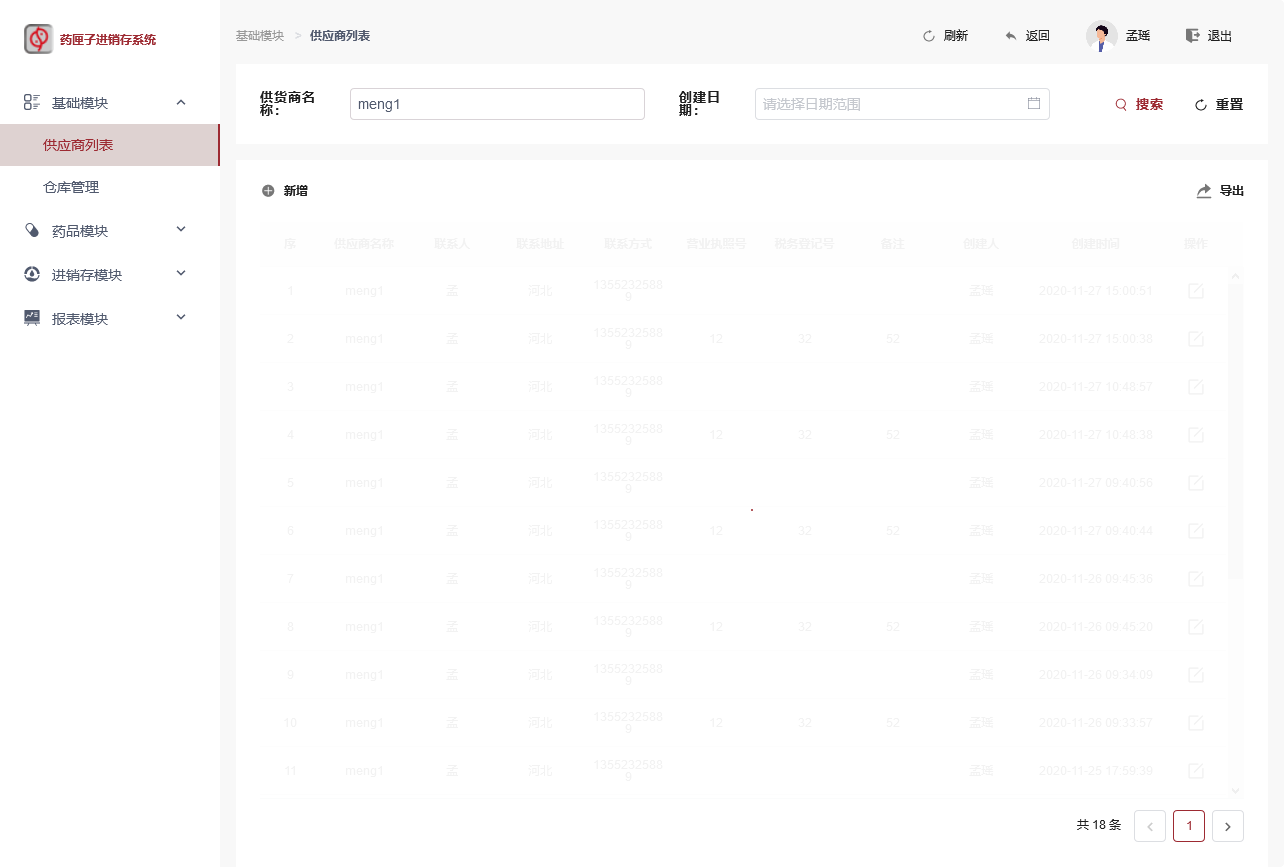 药匣子进销存系统
基础模块 > 供应商列表
刷新
返回
孟瑶
退出
基础模块
供应商列表
仓库管理
药品模块
进销存模块
报表模块
供货商名称：
meng1
创建日期：
请选择日期范围
搜索
重置
新增
导出
序 供应商名称 联系人 联系地址 联系方式 营业执照号 税务登记号 备注 创建人 创建时间 操作
1 meng1 孟 河北 13552325889 孟瑶 2020-11-27 15:00:51
2 meng1 孟 河北 13552325889 12 32 52 孟瑶 2020-11-27 15:00:38
3 meng1 孟 河北 13552325889 孟瑶 2020-11-27 10:48:57
4 meng1 孟 河北 13552325889 12 32 52 孟瑶 2020-11-27 10:48:38
5 meng1 孟 河北 13552325889 孟瑶 2020-11-27 09:40:56
6 meng1 孟 河北 13552325889 12 32 52 孟瑶 2020-11-27 09:40:44
7 meng1 孟 河北 13552325889 孟瑶 2020-11-26 09:45:38
8 meng1 孟 河北 13552325889 12 32 52 孟瑶 2020-11-26 09:45:20
9 meng1 孟 河北 13552325889 孟瑶 2020-11-26 09:34:09
10 meng1 孟 河北 13552325889 12 32 52 孟瑶 2020-11-26 09:33:57
11 meng1 孟 河北 13552325889 孟瑶 2020-11-25 17:59:39
共 18 条
1